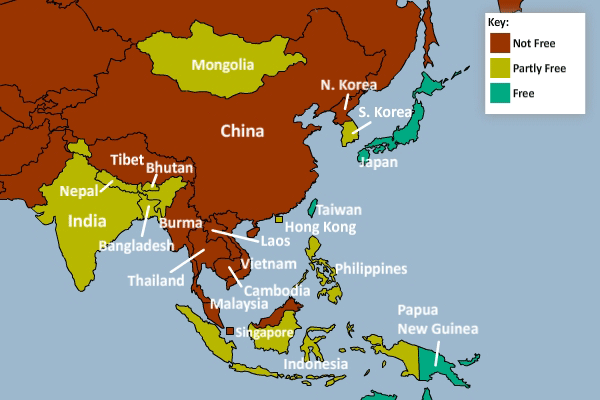 Key:
Not Free
Partly Free
Free
Mongolia
N. Korea
S. Korea
China
Japan
Tibet
Bhutan
Nepal
India
Taiwan
Hong Kong
Burma
Bangladesh
Laos
Vietnam
Thailand
Philippines
Cambodia
Malaysia
Singapore
Papua
New Guinea
Indonesia